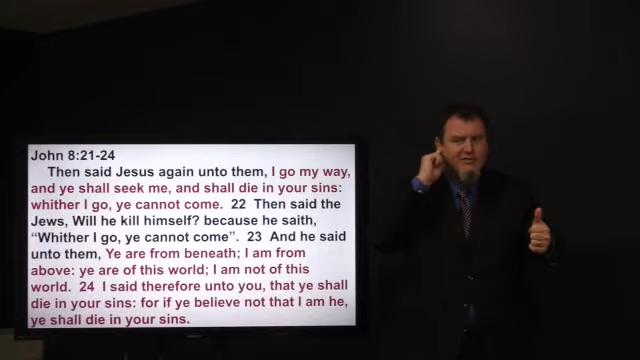 John 8:21-24
Then said Jesus again unto them, I go my way,
and ye shall seek me, and shall die in your sins:
whither I go, ye cannot come.  22  Then said the
Jews, Will he kill himself? because he saith,
“Whither I go, ye cannot come”.  23  And he said
unto them, Ye are from beneath; I am from
above: ye are of this world; I am not of this
world.  24  I said therefore unto you, that ye shall
die in your sins: for if ye believe not that I am he,
ye shall die in your sins.